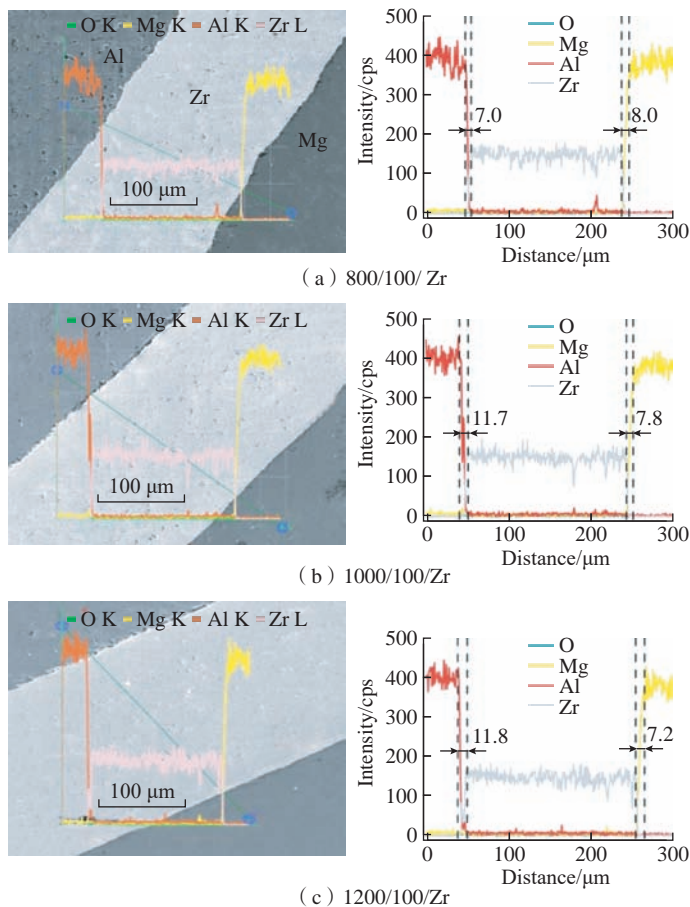 O K Mg K Al K Zr L
Al
Zr
Mg
100 μm
500
400
300
200
100
0
Intensity/cps
O
Mg
Al
Zr
7.0
8.0
0 100 200 300
Distance/μm
（a）800/100/ Zr
O K Mg K Al K Zr L
100 μm
500
400
300
200
100
0
Intensity/cps
O
Mg
Al
Zr
11.7
7.8
0 100 200 300
Distance/μm
（b）1000/100/Zr
O K Mg K Al K Zr L
100 μm
500
400
300
200
100
0
Intensity/cps
O
Mg
Al
Zr
11.8
7.2
0 100 200 300
Distance/μm
（c）1200/100/Zr